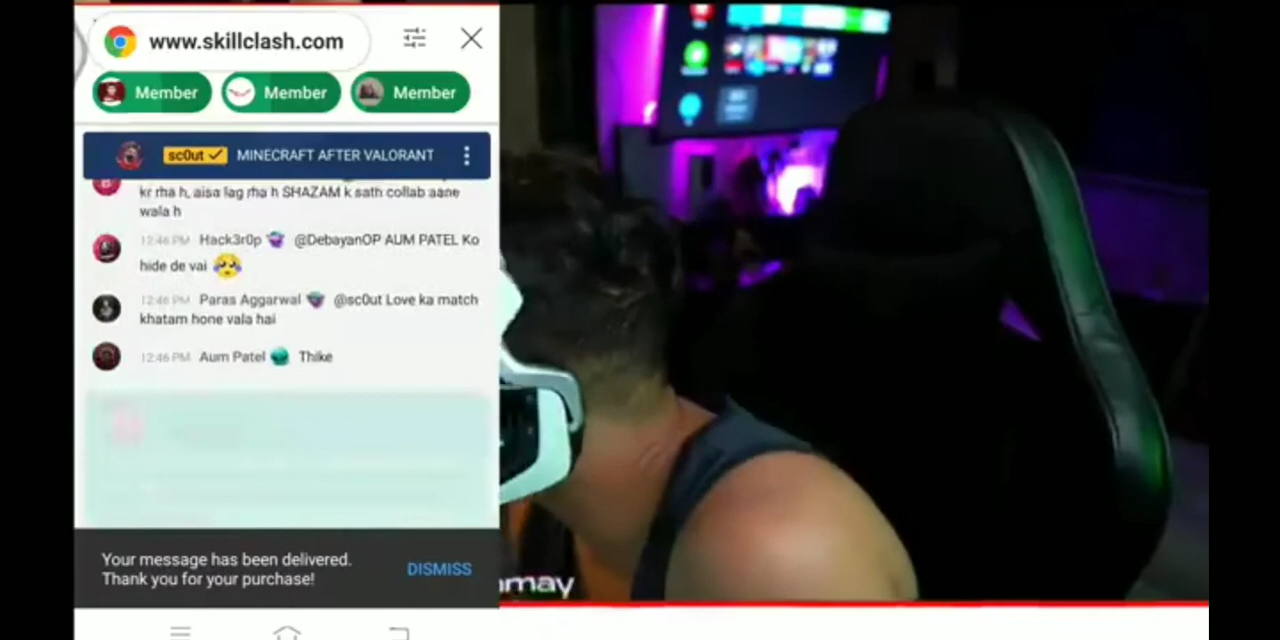 www.skillclash.com
Member Member Member
sc0ut MINECRAFT AFTER VALORANT
kr rha h, aisa lag rha h SHAZAM k sath collab aane
wala h
12:46 PM Hack3r0p @DebayanOP AUM PATEL Ko
hide de vai
12:46 PM Paras Aggarwal @sc0ut Love ka match
khatam hone vala hai
12:46 PM Aum Patel Thike
Your message has been delivered.
Thank you for your purchase!
DISMISS